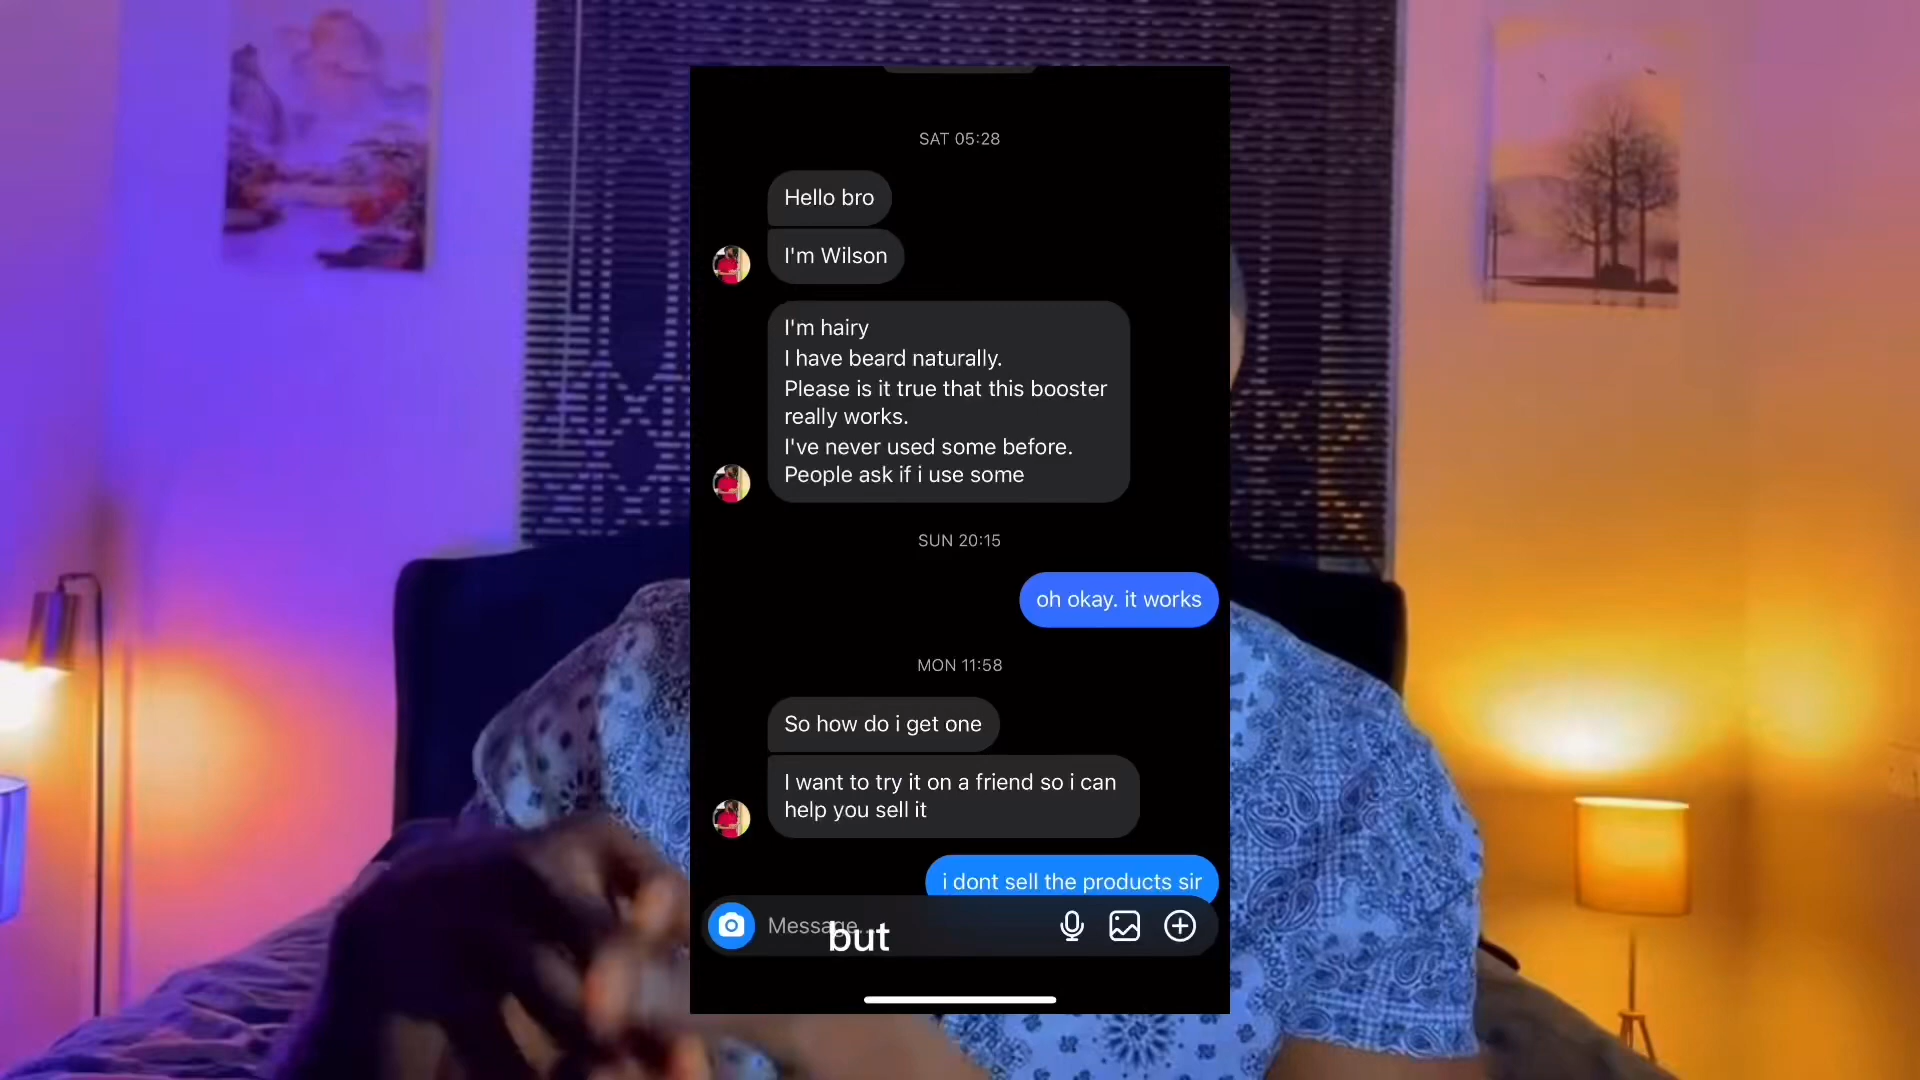 SAT 05:28
Hello bro
I'm Wilson
I'm hairy
I have beard naturally.
Please is it true that this booster
really works.
I've never used some before.
People ask if i use some
SUN 20:15
oh okay. it works
MON 11:58
So how do i get one
I want to try it on a friend so i can
help you sell it
i dont sell the products sir
Message...
but